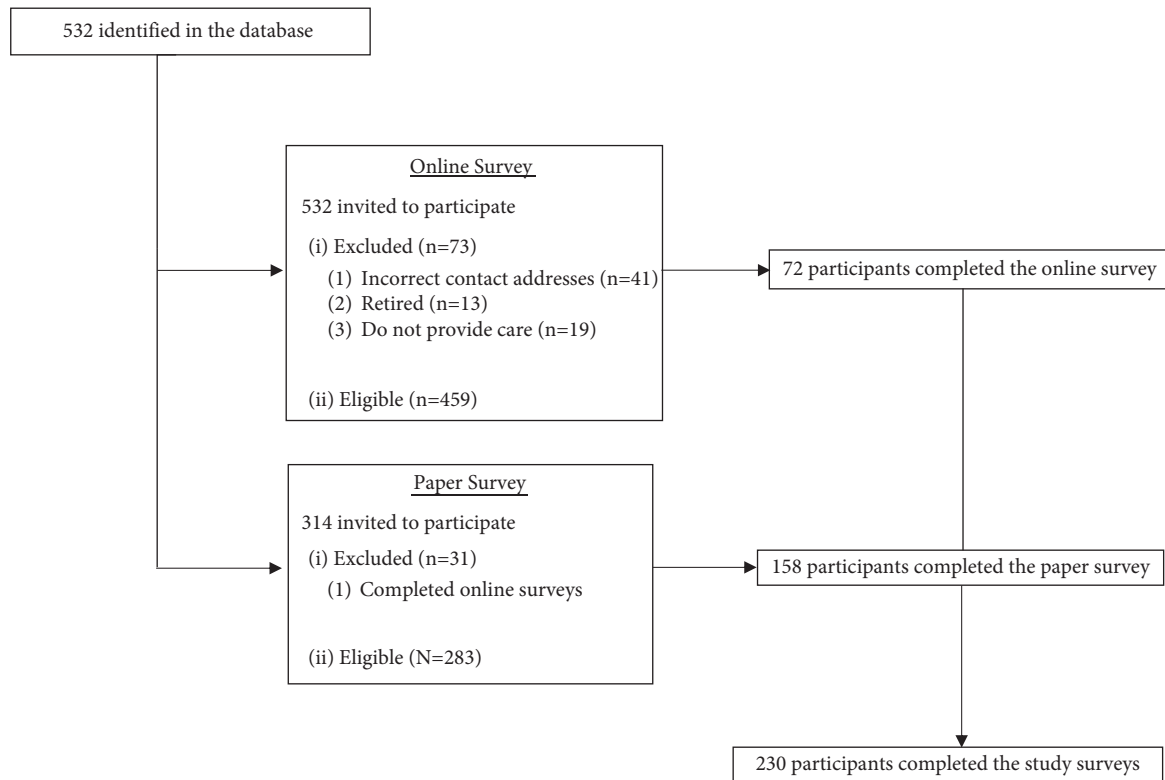 532 identified in the database
Online Survey
532 invited to participate
(i) Excluded (n=73)
(1) Incorrect contact addresses (n=41)
(2) Retired (n=13)
(3) Do not provide care (n=19)
(ii) Eligible (n=459)
72 participants completed the online survey
Paper Survey
314 invited to participate
(i) Excluded (n=31)
(1) Completed online surveys
(ii) Eligible (N=283)
158 participants completed the paper survey
230 participants completed the study surveys